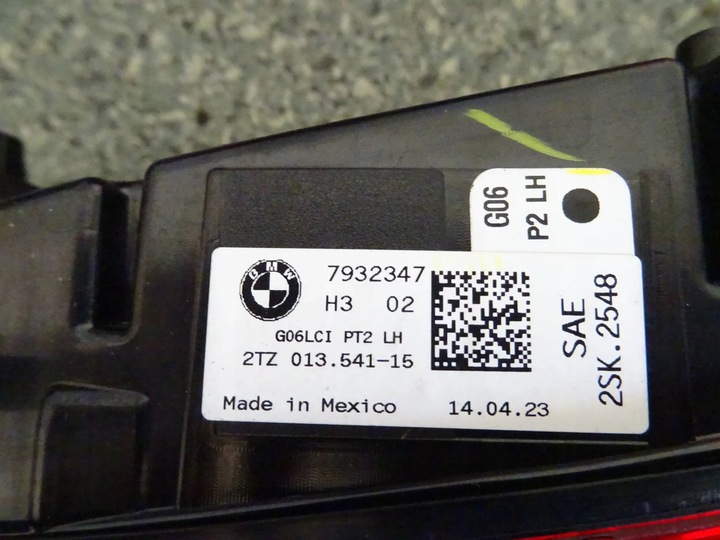 G06
P2 LH
BMW
7932347
H3 02
G06LCI PT2 LH
2TZ 013.541-15
Made in Mexico 14.04.23
SAE
2SK.2548